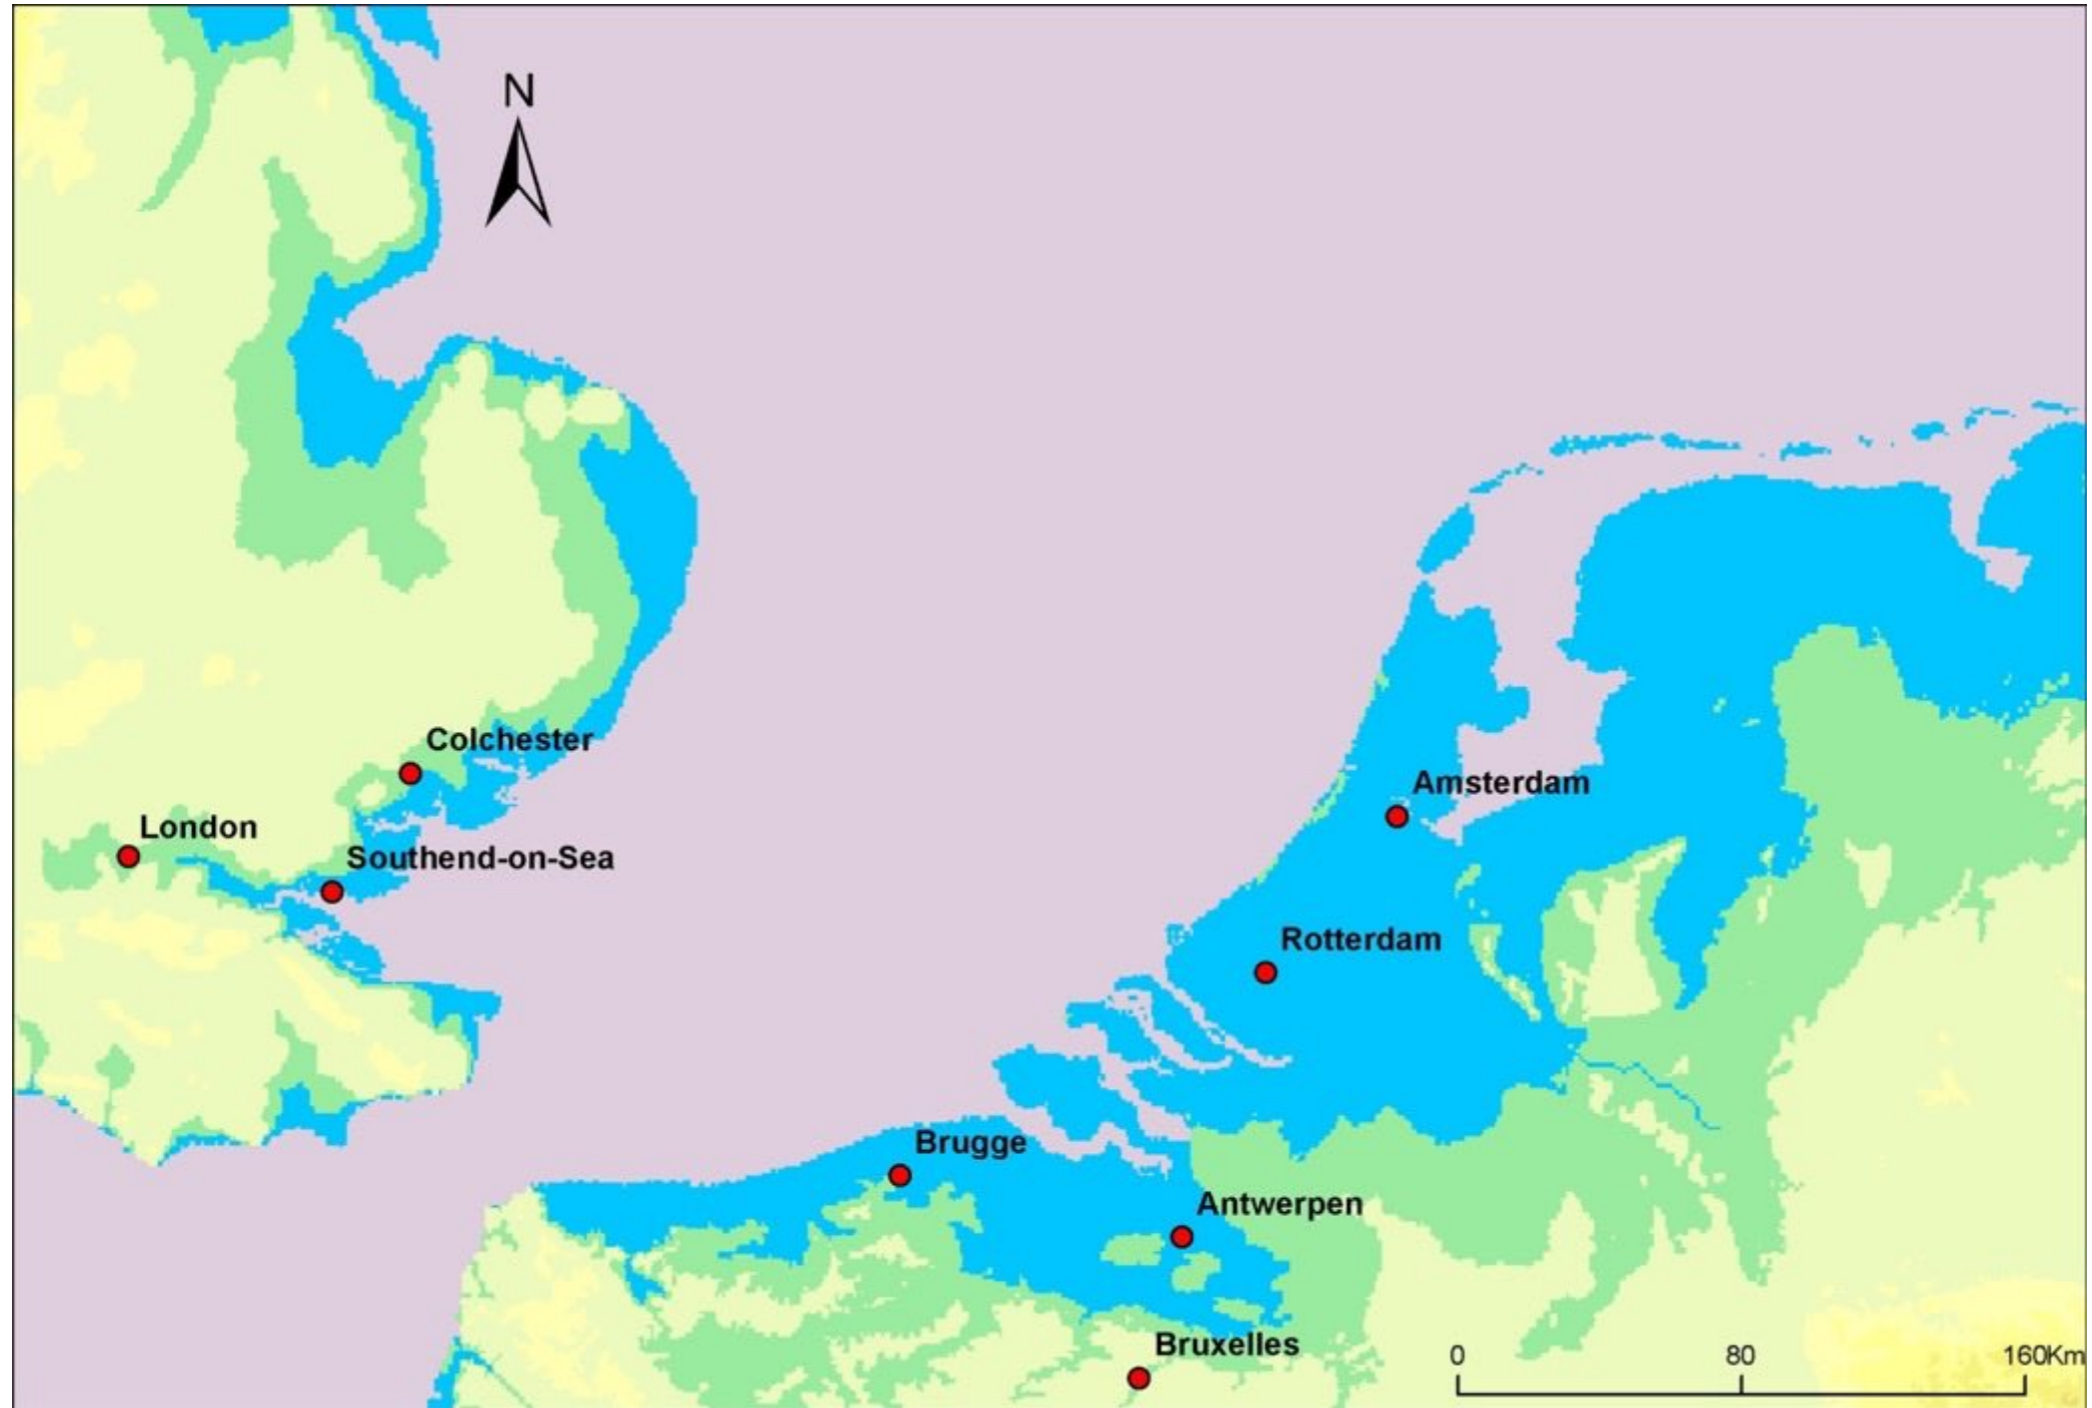 N
Colchester
Amsterdam
London
Southend-on-Sea
Rotterdam
Brugge
Antwerpen
Bruxelles
0 80 160Km